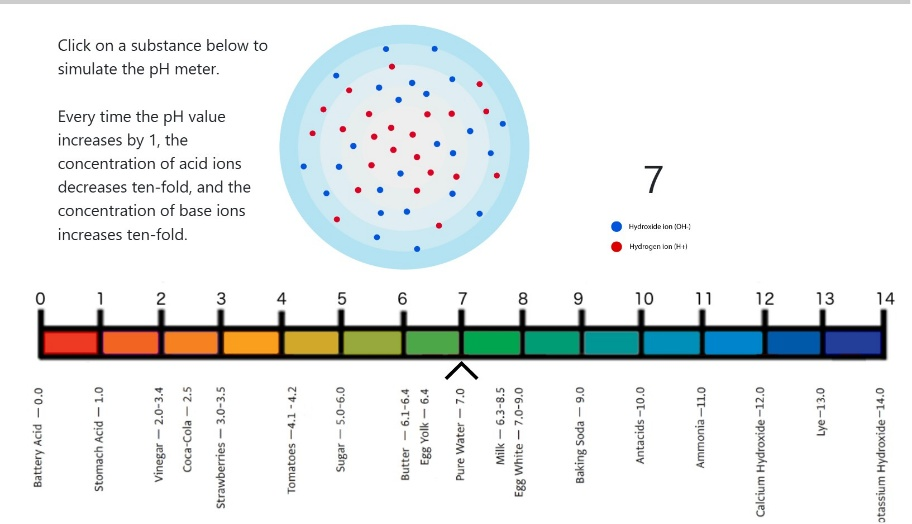 Click on a substance below to
simulate the pH meter.
Every time the pH value
increases by 1, the
concentration of acid ions
decreases ten-fold, and the
concentration of base ions
increases ten-fold.
7
Hydroxide Ion (OH-)
Hydrogen Ion (H+)
0 1 2 3 4 5 6 7 8 9 10 11 12 13 14
Battery Acid — 0.0
Stomach Acid — 1.0
Vinegar — 2.0-3.4
Coca-Cola — 2.5
Strawberries — 3.0-3.5
Tomatoes —4.1 - 4.2
Sugar — 5.0-6.0
Butter — 6.1-6.4
Egg Yolk — 6.4
Pure Water — 7.0
Milk — 6.3-8.5
Egg White — 7.0-9.0
Baking Soda — 9.0
Antacids —10.0
Ammonia —11.0
Calcium Hydroxide —12.0
Lye—13.0
otassium Hydroxide—14.0